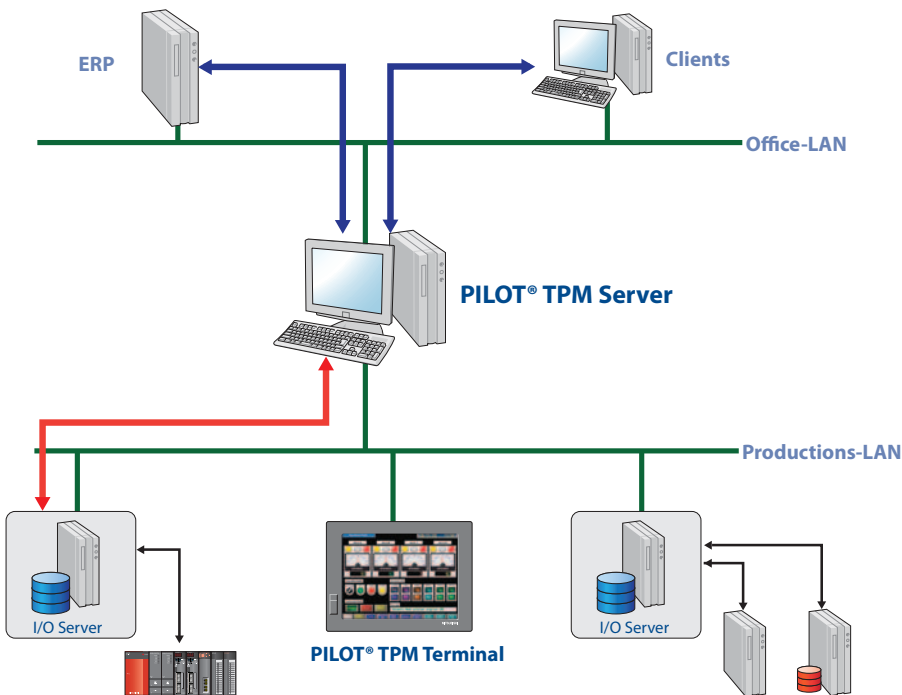 ERP
Clients
Office-LAN
PILOT® TPM Server
Productions-LAN
I/O Server
PILOT® TPM Terminal
I/O Server